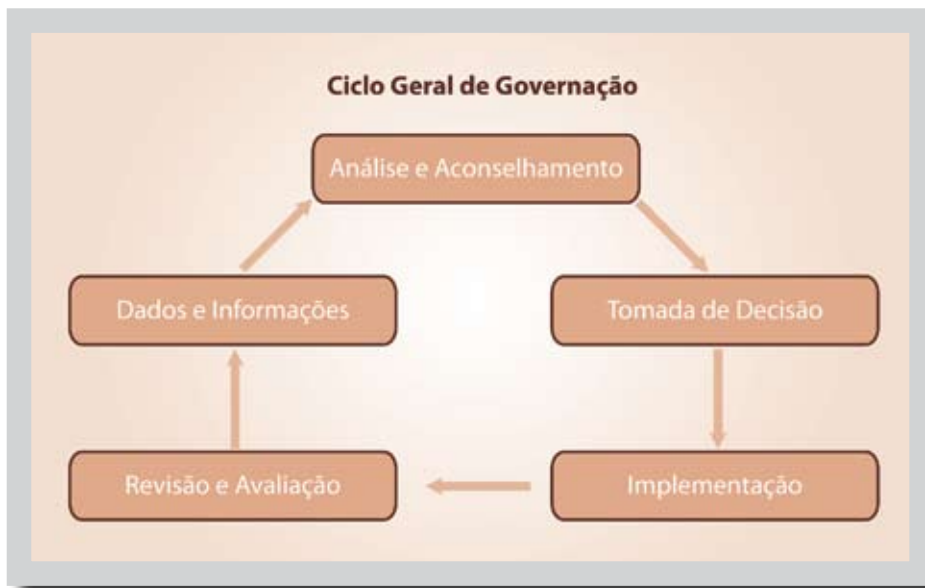 Ciclo Geral de Governação
Análise e Aconselhamento
Dados e Informações
Tomada de Decisão
Revisão e Avaliação
Implementação